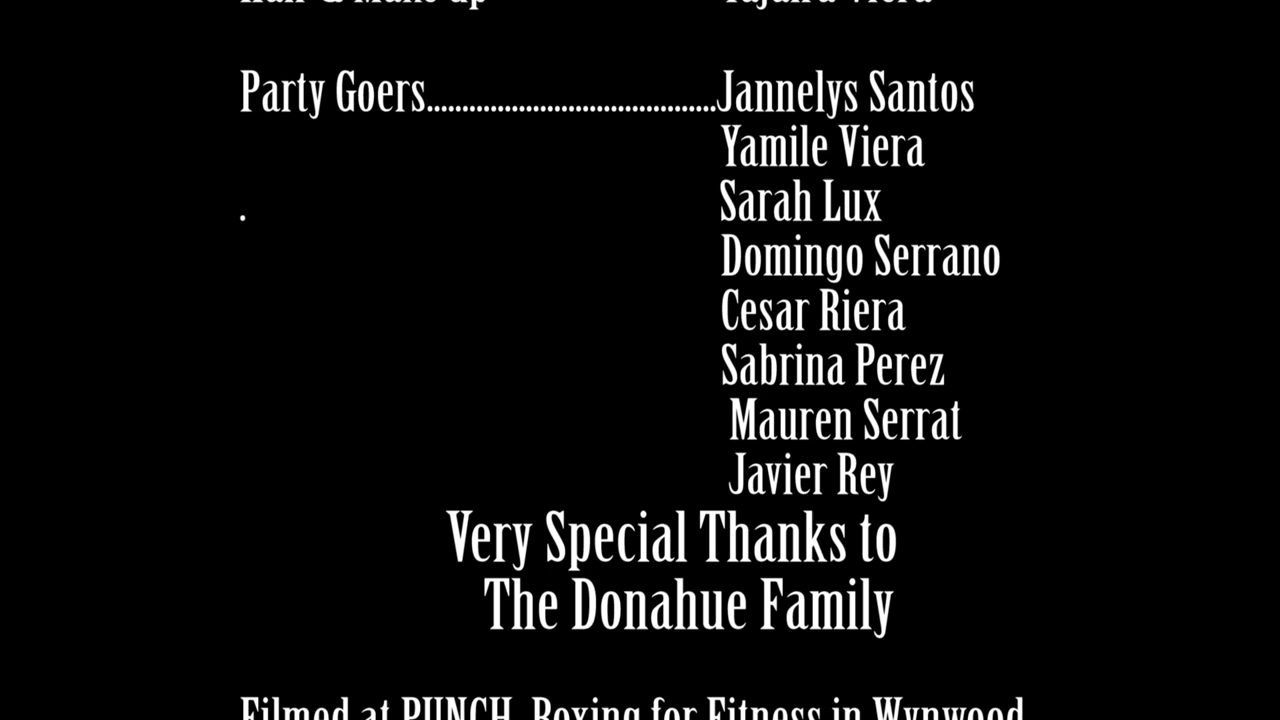 Hair & Make up Yajaira Viera
Party Goers.........................................Jannelys Santos
Yamile Viera
. Sarah Lux
Domingo Serrano
Cesar Riera
Sabrina Perez
Mauren Serrat
Javier Rey
Very Special Thanks to
The Donahue Family
Filmed at PUNCH Boxing for Fitness in Wynwood